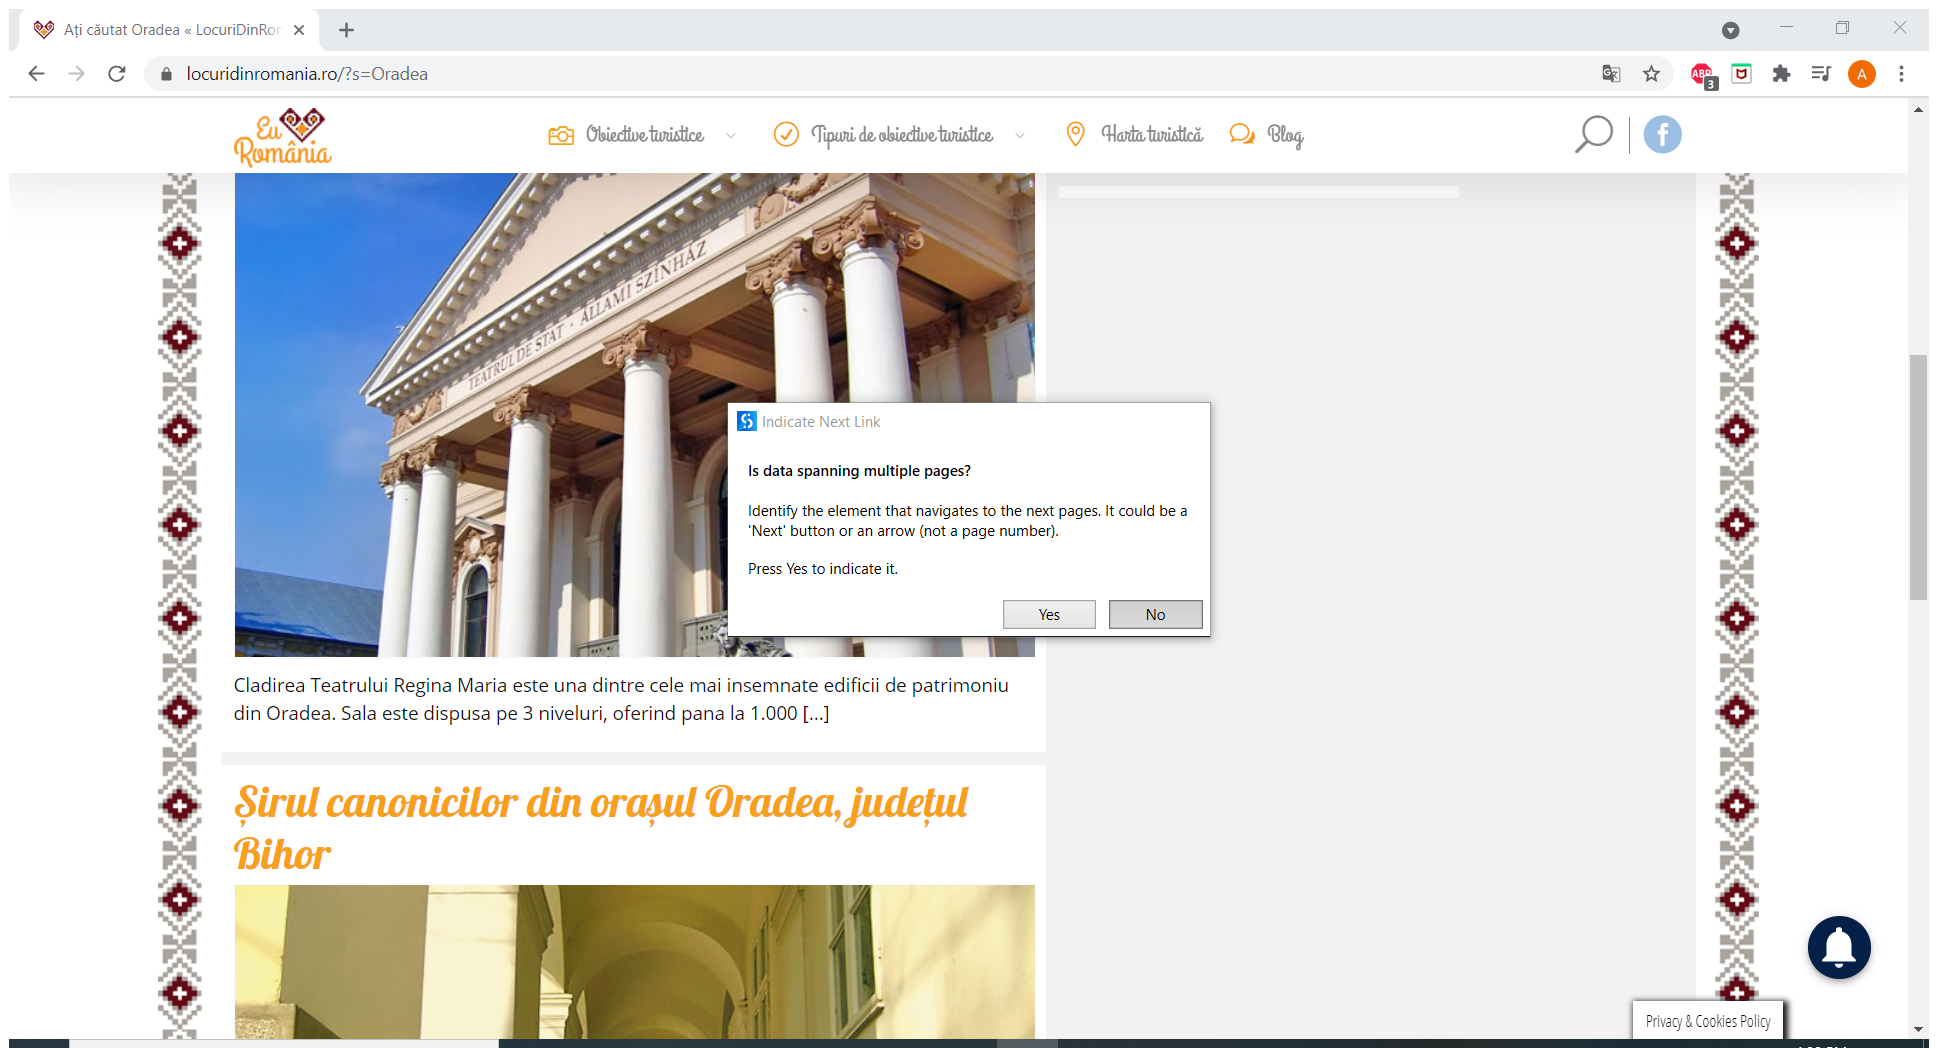 Ați căutat Oradea « LocuriDinRom
locuridinromania.ro/?s=Oradea
ABP
3
A
Eu
România
Obiective turistice
Tipuri de obiective turistice
Harta turistică
Blog
TEATRUL DE STAT · ÁLLAMI SZÍNHÁZ
Indicate Next Link
Is data spanning multiple pages?
Identify the element that navigates to the next pages. It could be a
'Next' button or an arrow (not a page number).
Press Yes to indicate it.
Yes
No
Cladirea Teatrului Regina Maria este una dintre cele mai insemnate edificii de patrimoniu
din Oradea. Sala este dispusa pe 3 niveluri, oferind pana la 1.000 [...]
Șirul canonicilor din orașul Oradea, județul
Bihor
Privacy & Cookies Policy